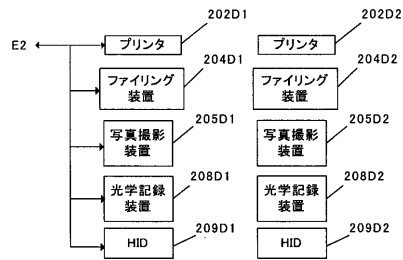 202D1
202D2
E2
プリンタ
プリンタ
204D1
204D2
ファイリング
装置
ファイリング
装置
205D1
205D2
写真撮影
装置
写真撮影
装置
208D1
208D2
光学記録
装置
光学記録
装置
209D1
209D2
HID
HID